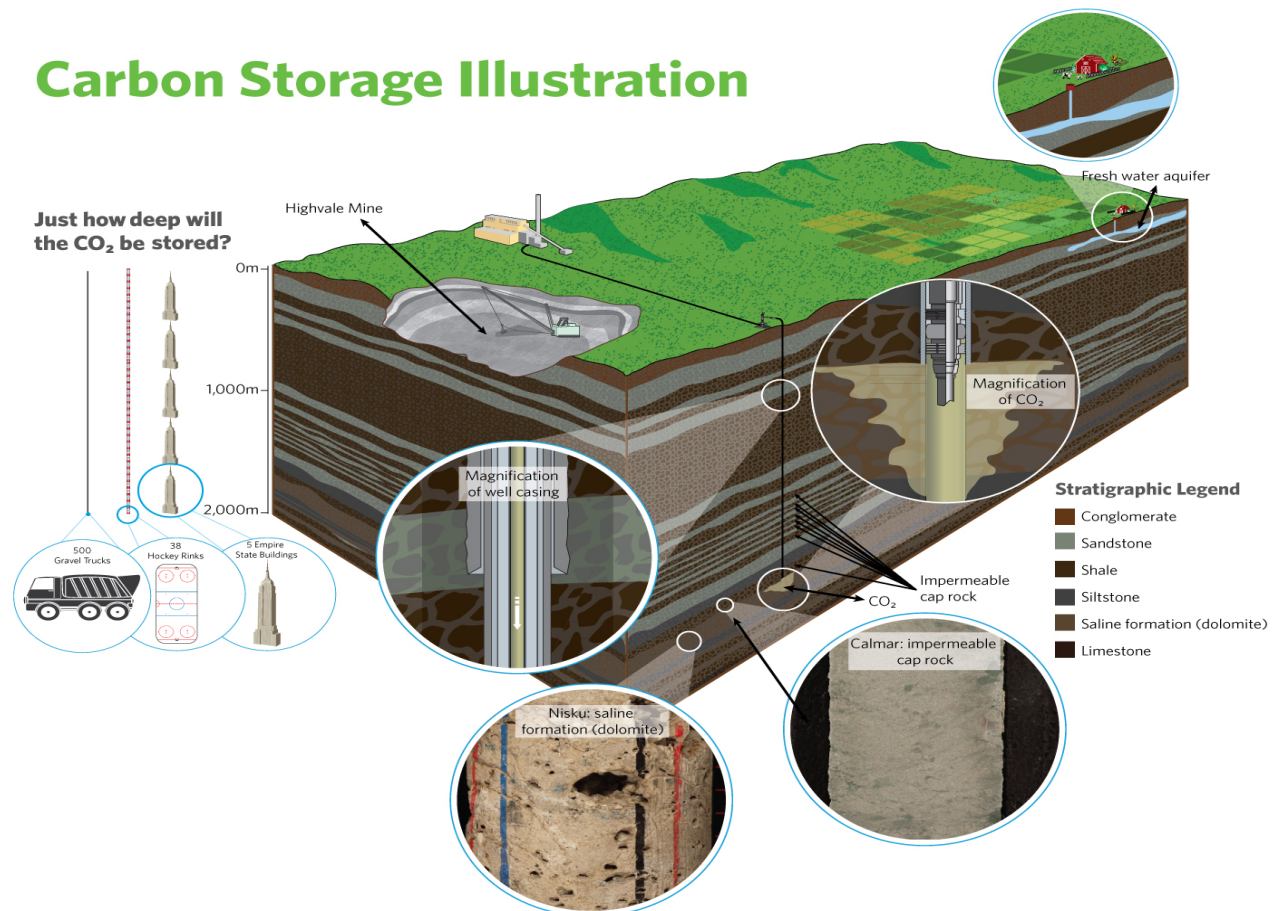 Carbon Storage Illustration
Just how deep will
the CO₂ be stored?
Highvale Mine
Fresh water aquifer
0m
1,000m
2,000m
500
Gravel Trucks
38
Hockey Rinks
5 Empire
State Buildings
Magnification
of CO₂
Magnification
of well casing
Impermeable
cap rock
CO₂
Calmar: impermeable
cap rock
Nisku: saline
formation (dolomite)
Stratigraphic Legend
Conglomerate
Sandstone
Shale
Siltstone
Saline formation (dolomite)
Limestone